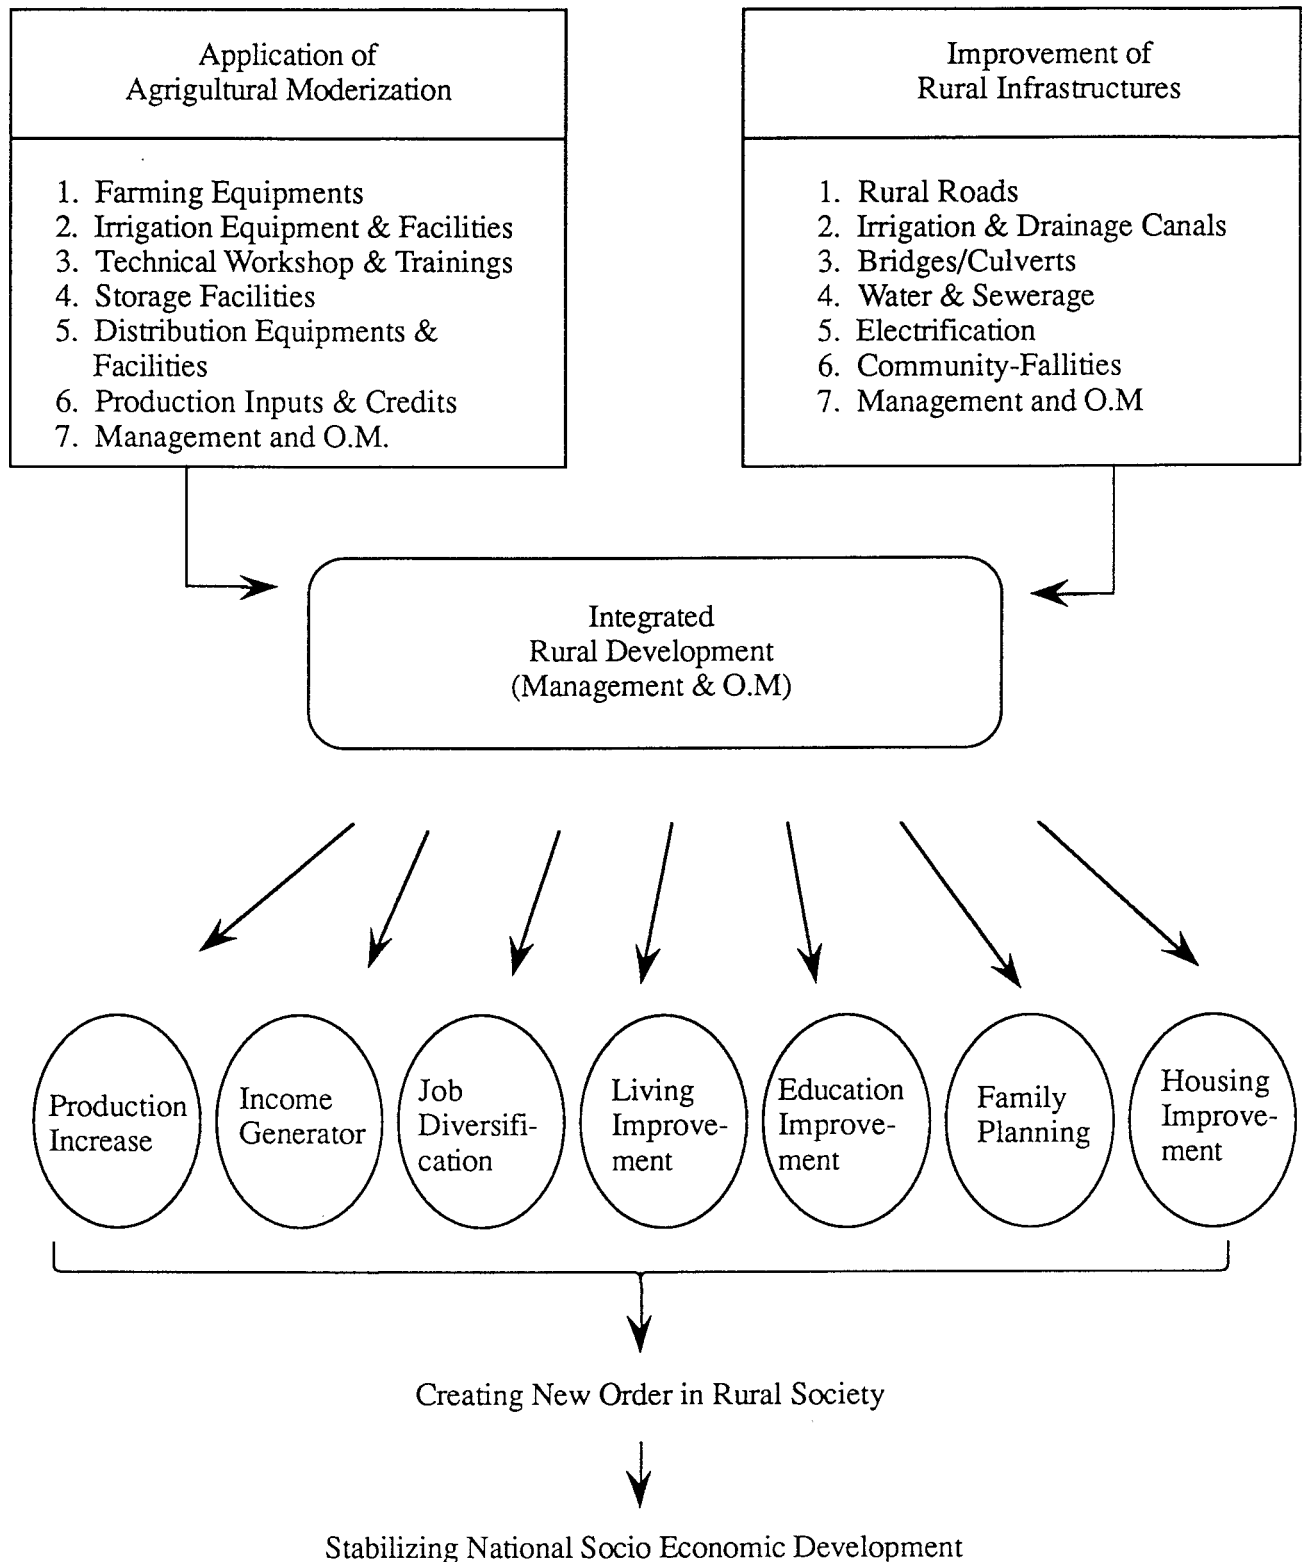 Application of
Agrigultural Moderization
1. Farming Equipments
2. Irrigation Equipment & Facilities
3. Technical Workshop & Trainings
4. Storage Facilities
5. Distribution Equipments &
Facilities
6. Production Inputs & Credits
7. Management and O.M.
Improvement of
Rural Infrastructures
1. Rural Roads
2. Irrigation & Drainage Canals
3. Bridges/Culverts
4. Water & Sewerage
5. Electrification
6. Community-Fallities
7. Management and O.M
Integrated
Rural Development
(Management & O.M)
Production
Increase
Income
Generator
Job
Diversifi-
cation
Living
Improve-
ment
Education
Improve-
ment
Family
Planning
Housing
Improve-
ment
Creating New Order in Rural Society
Stabilizing National Socio Economic Development